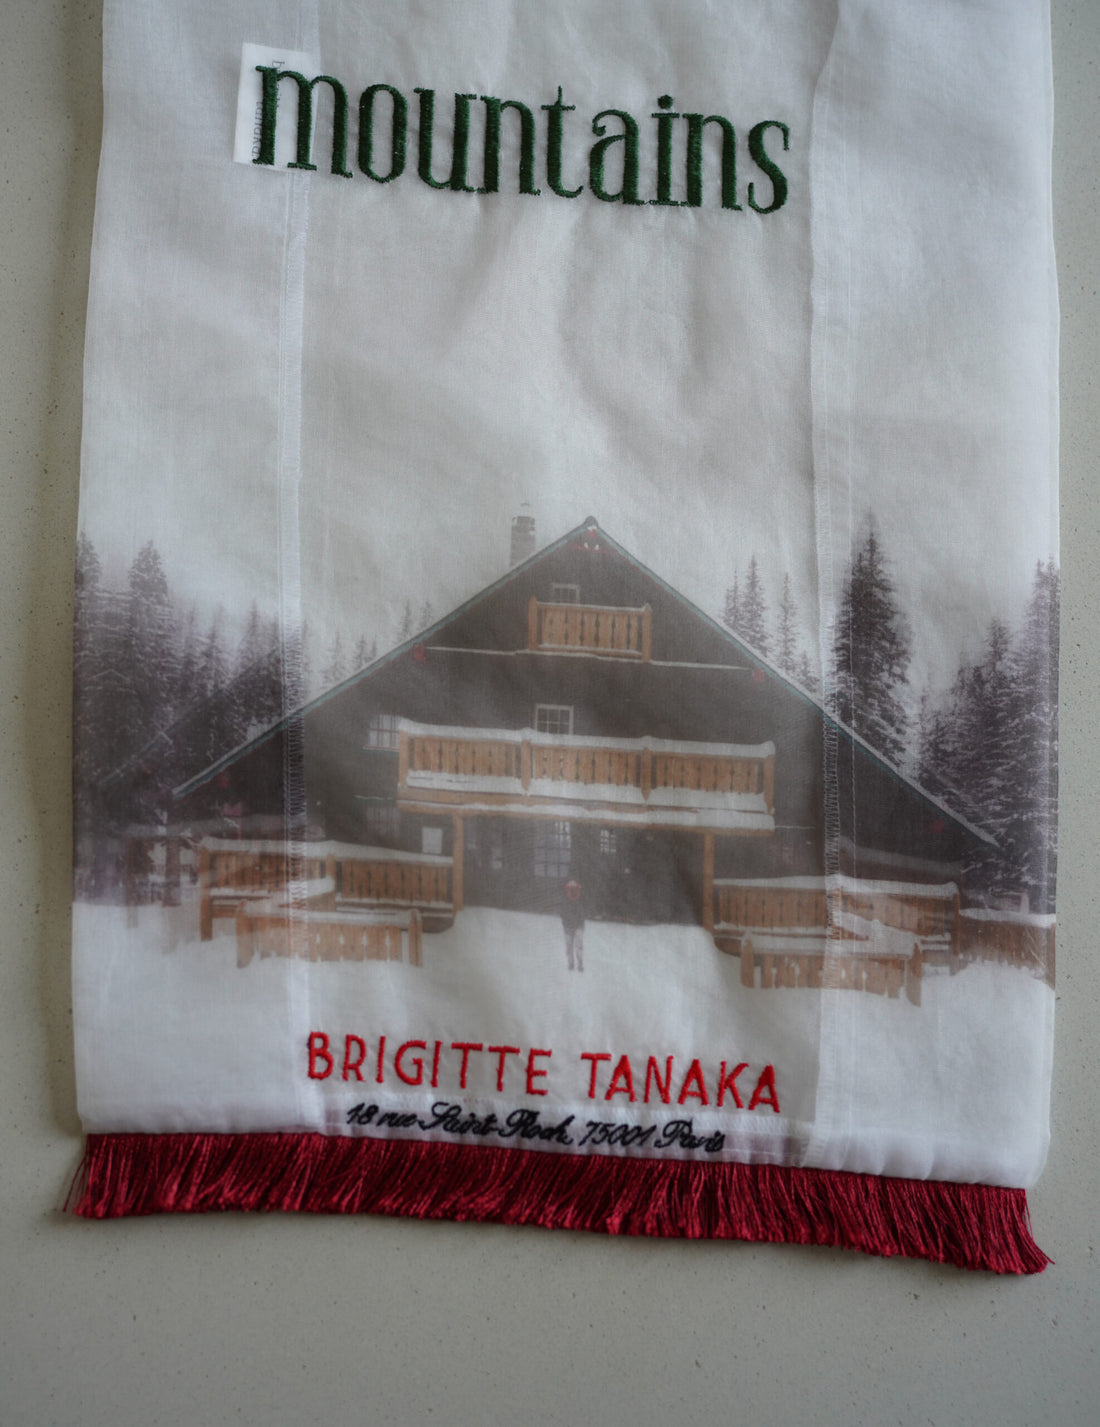 mountains
BRIGITTE TANAKA
18 rue Saint-Roch, 75001 Paris